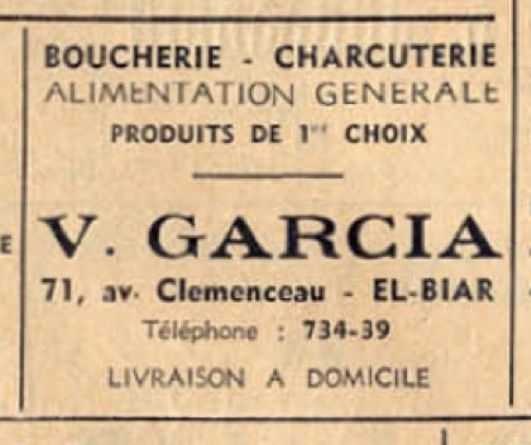 BOUCHERIE - CHARCUTERIE
ALIMENTATION GENERALE
PRODUITS DE 1er CHOIX
V. GARCIA
71, av. Clemenceau - EL-BIAR
Téléphone : 734-39
LIVRAISON A DOMICILE